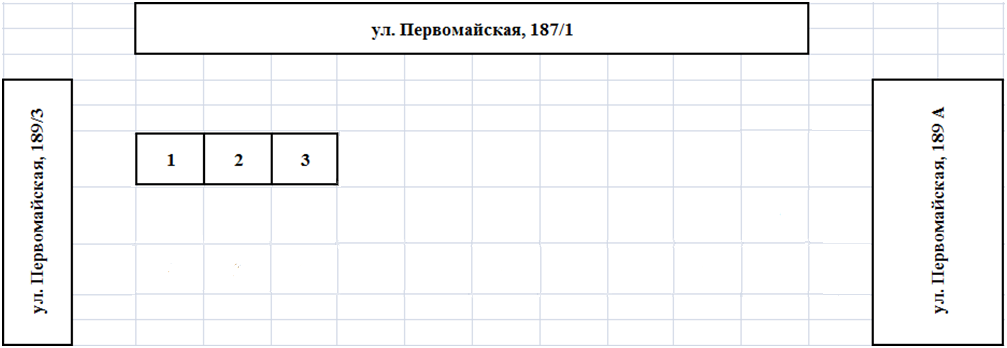 ул. Первомайская, 187/1
ул. Первомайская, 189/3
1 2 3
ул. Первомайская, 189 А